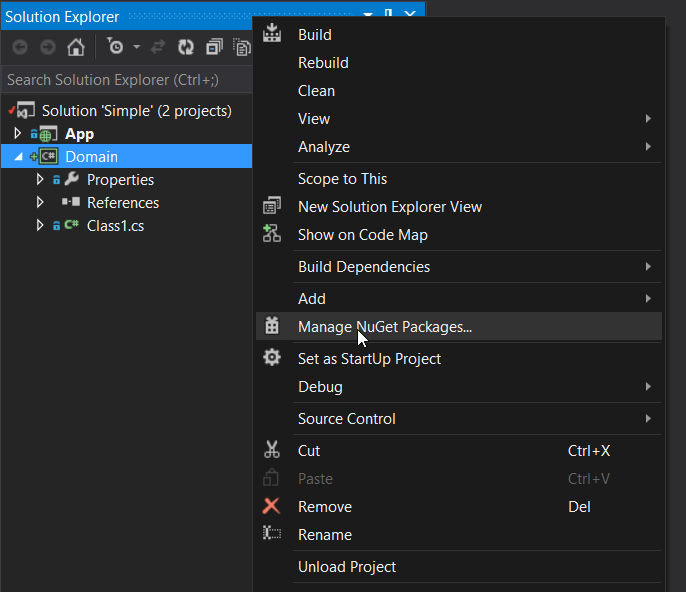 Solution Explorer
Search Solution Explorer (Ctrl+;)
Solution 'Simple' (2 projects)
App
C# Domain
Properties
References
C# Class1.cs
Build
Rebuild
Clean
View
Analyze
Scope to This
New Solution Explorer View
Show on Code Map
Build Dependencies
Add
Manage NuGet Packages...
Set as StartUp Project
Debug
Source Control
Cut Ctrl+X
Paste Ctrl+V
Remove Del
Rename
Unload Project